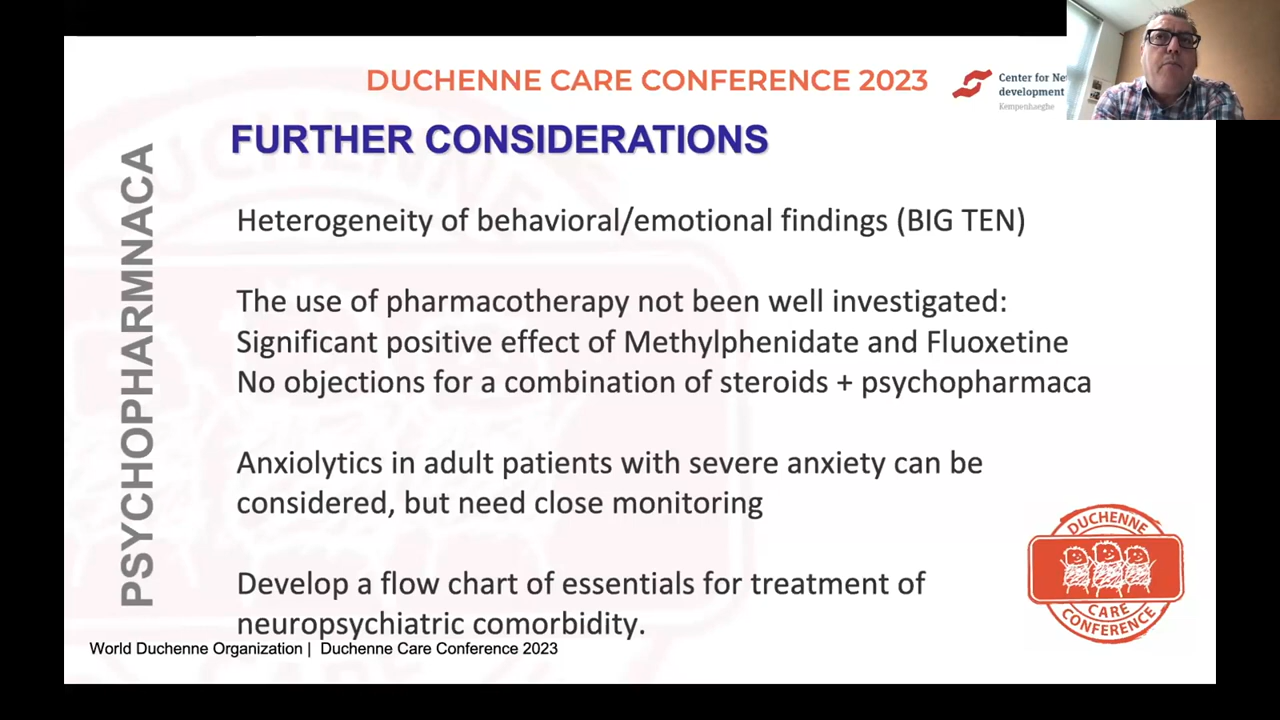 DUCHENNE CARE CONFERENCE 2023
Center for Ne
development
Kempenhaeghe
FURTHER CONSIDERATIONS
PSYCHOPHARMNACA
Heterogeneity of behavioral/emotional findings (BIG TEN)
The use of pharmacotherapy not been well investigated:
Significant positive effect of Methylphenidate and Fluoxetine
No objections for a combination of steroids + psychopharmaca
Anxiolytics in adult patients with severe anxiety can be
considered, but need close monitoring
Develop a flow chart of essentials for treatment of
neuropsychiatric comorbidity.
World Duchenne Organization | Duchenne Care Conference 2023
DUCHENNE
CARE
CONFERENCE